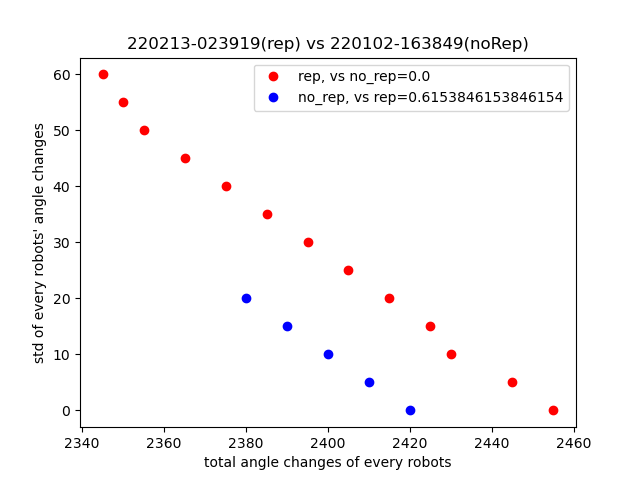 220213-023919(rep) vs 220102-163849(noRep)
rep, vs no_rep=0.0
no_rep, vs rep=0.6153846153846154
std of every robots' angle changes
60
50
40
30
20
10
0
2340 2360 2380 2400 2420 2440 2460
total angle changes of every robots